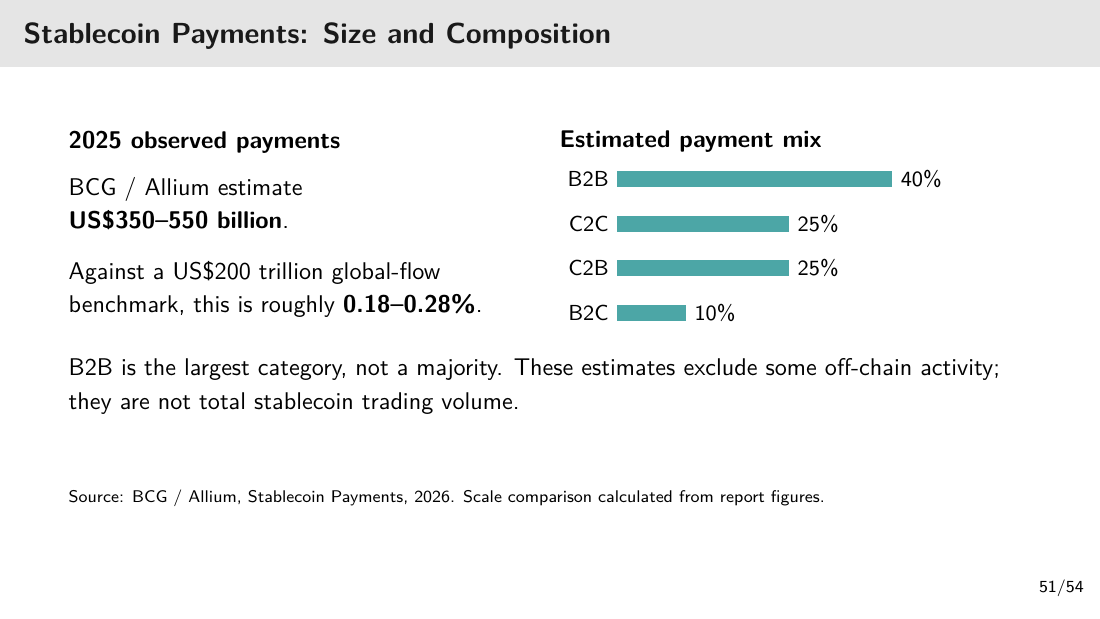 Stablecoin Payments: Size and Composition
2025 observed payments
BCG / Allium estimate
US$350–550 billion.
Against a US$200 trillion global-flow
benchmark, this is roughly 0.18–0.28%.
Estimated payment mix
B2B 40%
C2C 25%
C2B 25%
B2C 10%
B2B is the largest category, not a majority. These estimates exclude some off-chain activity;
they are not total stablecoin trading volume.
Source: BCG / Allium, Stablecoin Payments, 2026. Scale comparison calculated from report figures.
51/54